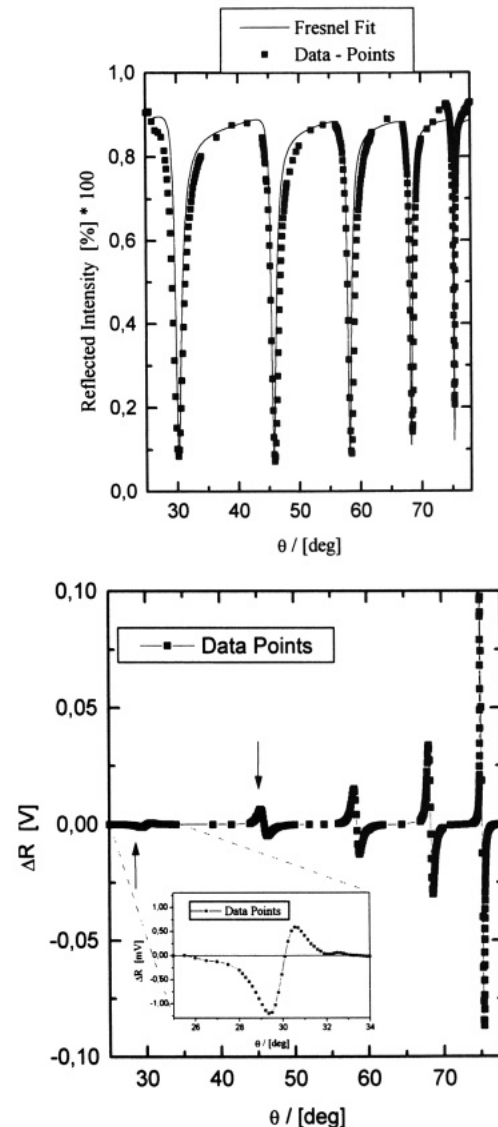 Fresnel Fit
Data - Points
1,0
0,8
0,6
0,4
0,2
0,0
Reflected Intensity [%] * 100
30 40 50 60 70
θ / [deg]
0,10
0,05
0,00
-0,05
-0,10
ΔR [V]
Data Points
Data Points
1,00
0,50
0,00
-0,50
-1,00
ΔR [mV]
26 28 30 32 34
θ / [deg]
30 40 50 60 70
θ / [deg]